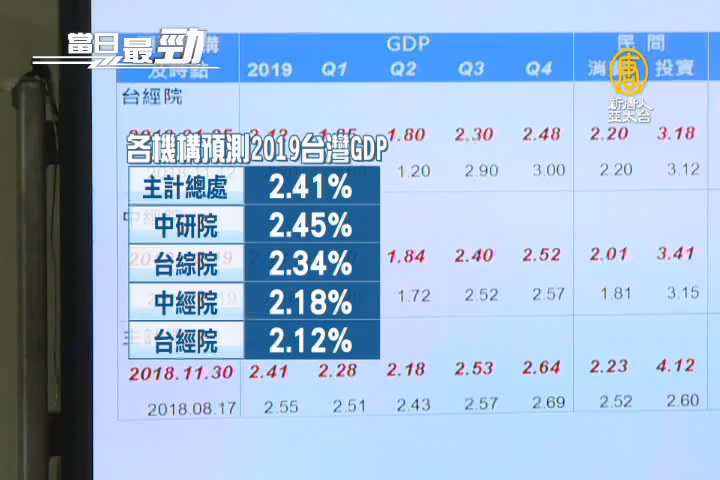 當日最勁
GDP 民間
2019 Q1 Q2 Q3 Q4 投資
唐
新唐人
亞太台
台經院
1.80 2.30 2.48 2.20 3.18
1.20 2.90 3.00 2.20 3.12
各機構預測2019台灣GDP
主計總處 2.41%
中研院 2.45%
台綜院 2.34%
中經院 2.18%
台經院 2.12%
1.84 2.40 2.52 2.01 3.41
1.72 2.52 2.57 1.81 3.15
2018.11.30 2.41 2.28 2.18 2.53 2.64 2.23 4.12
2018.08.17 2.55 2.51 2.43 2.57 2.69 2.52 2.60